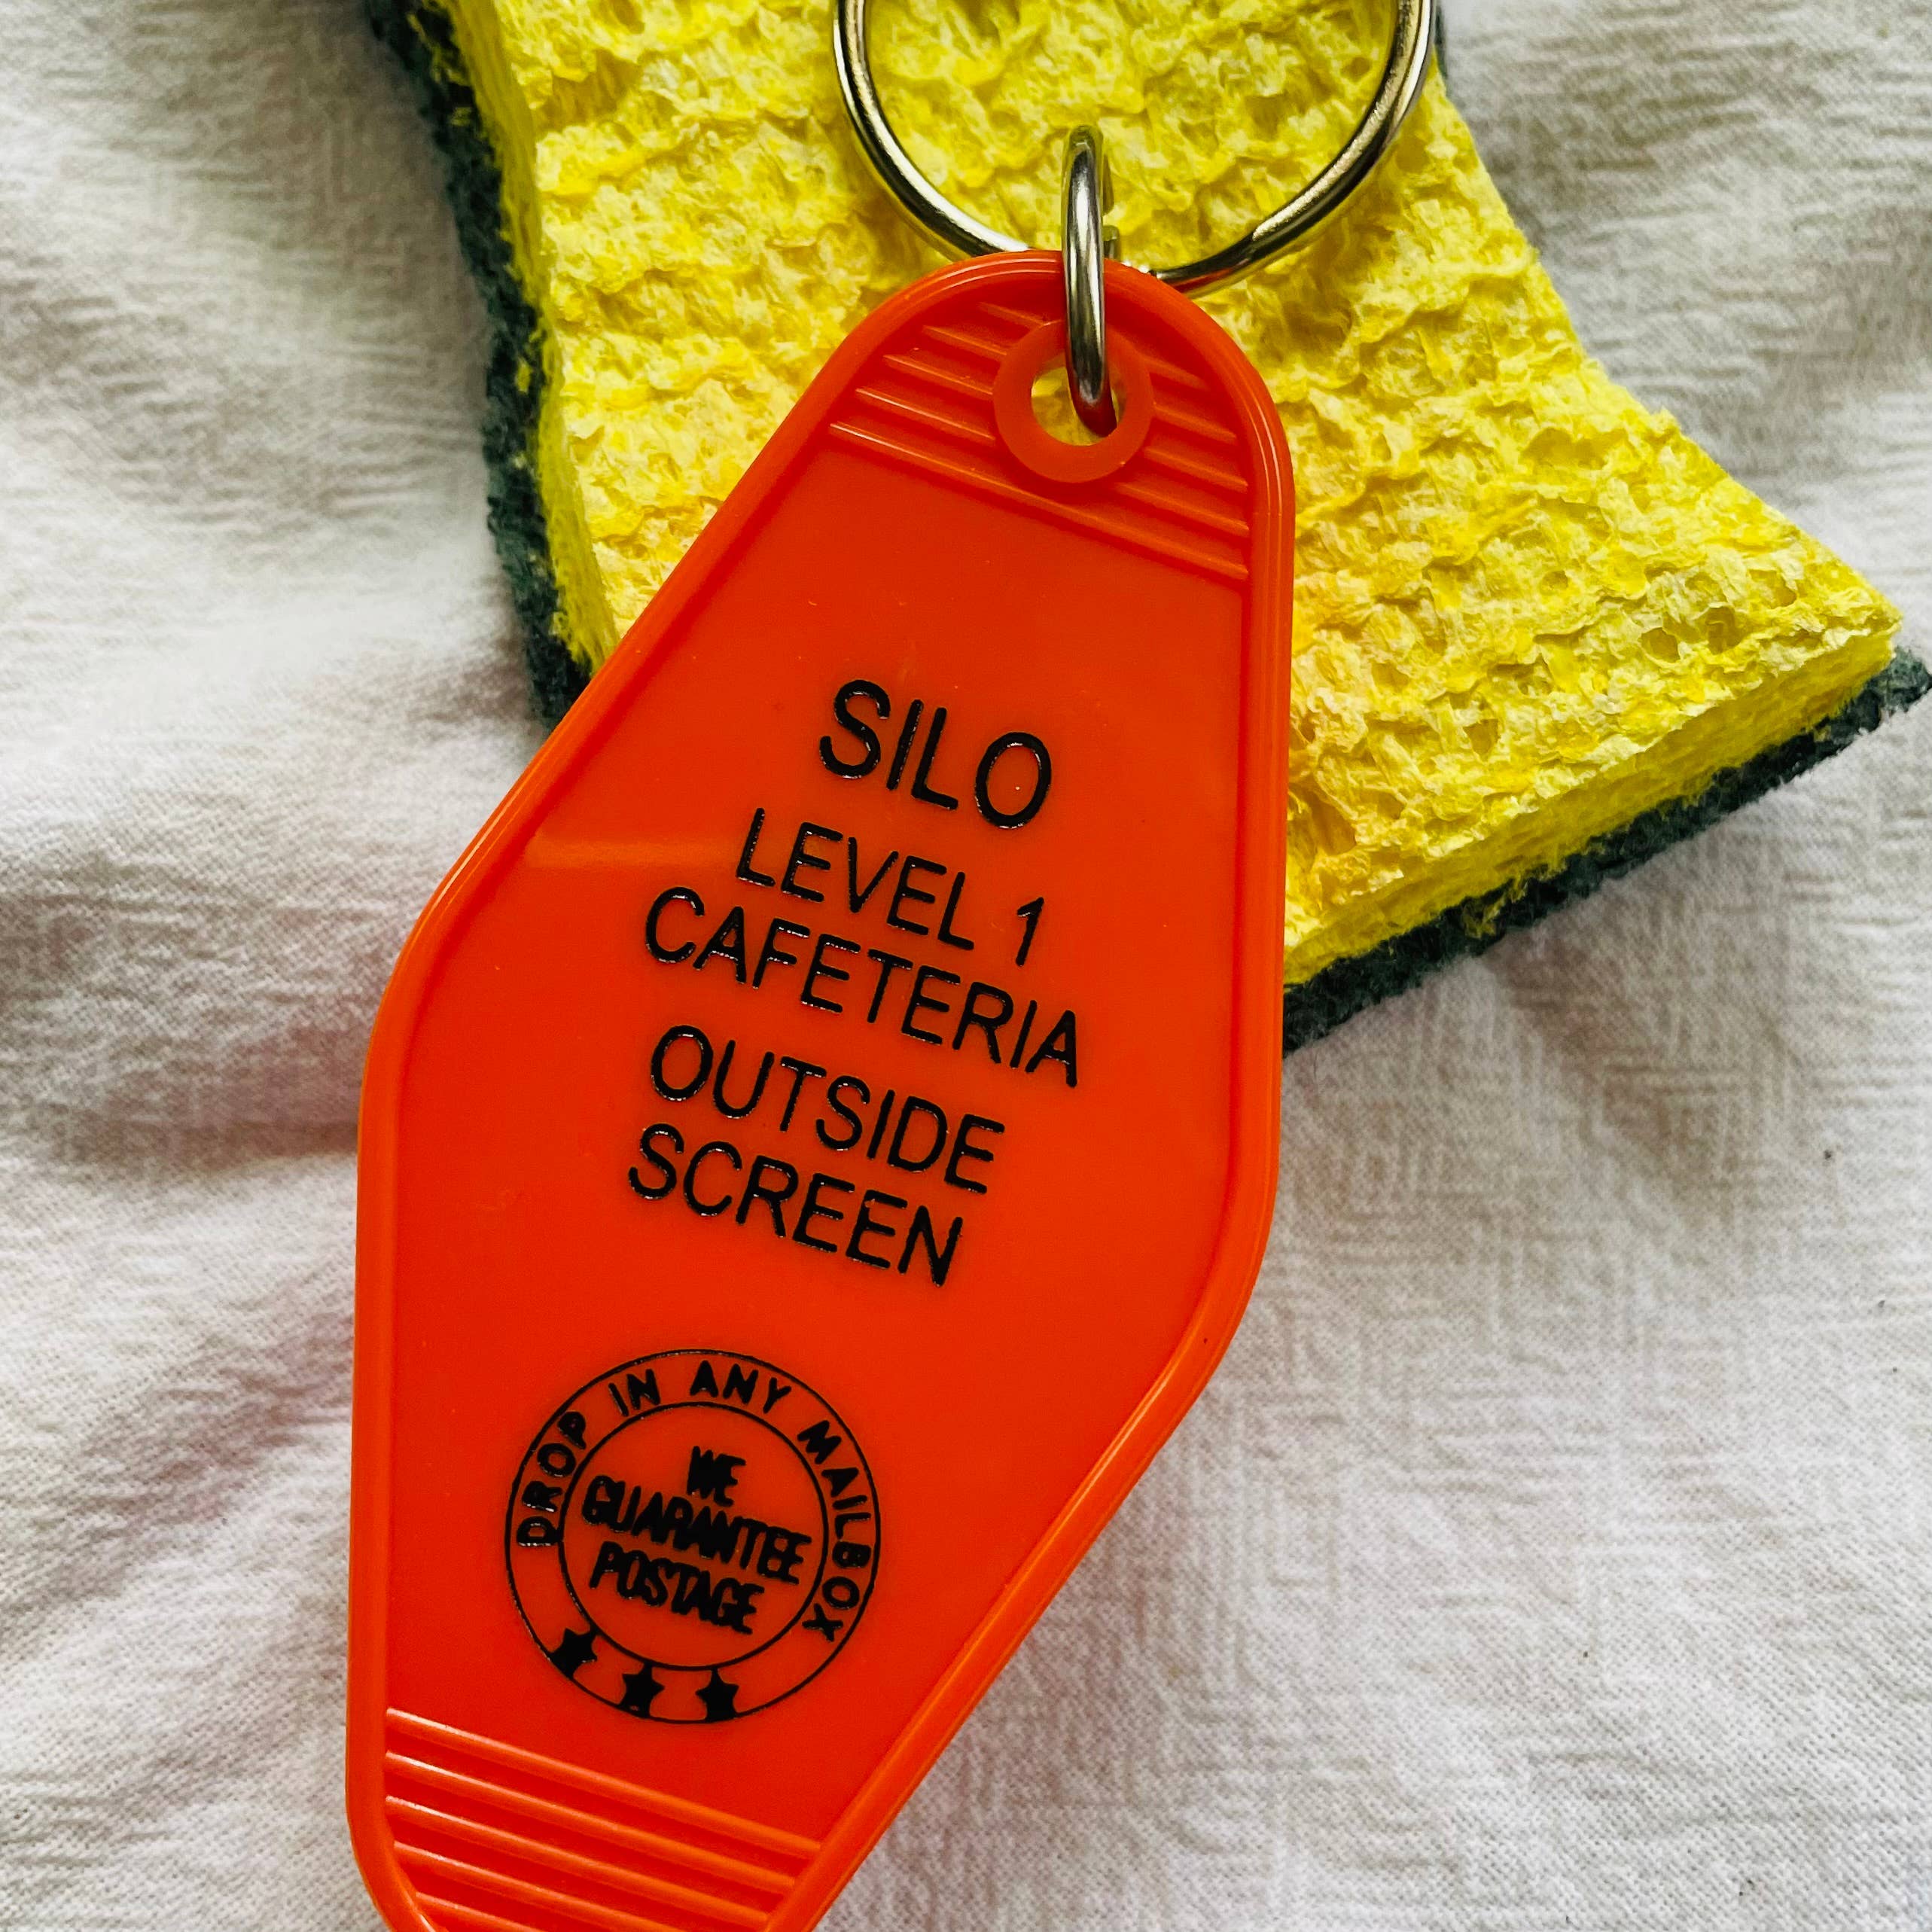 SILO
LEVEL 1
CAFETERIA
OUTSIDE
SCREEN
DROP IN ANY MAILBOX
WE
GUARANTEE
POSTAGE